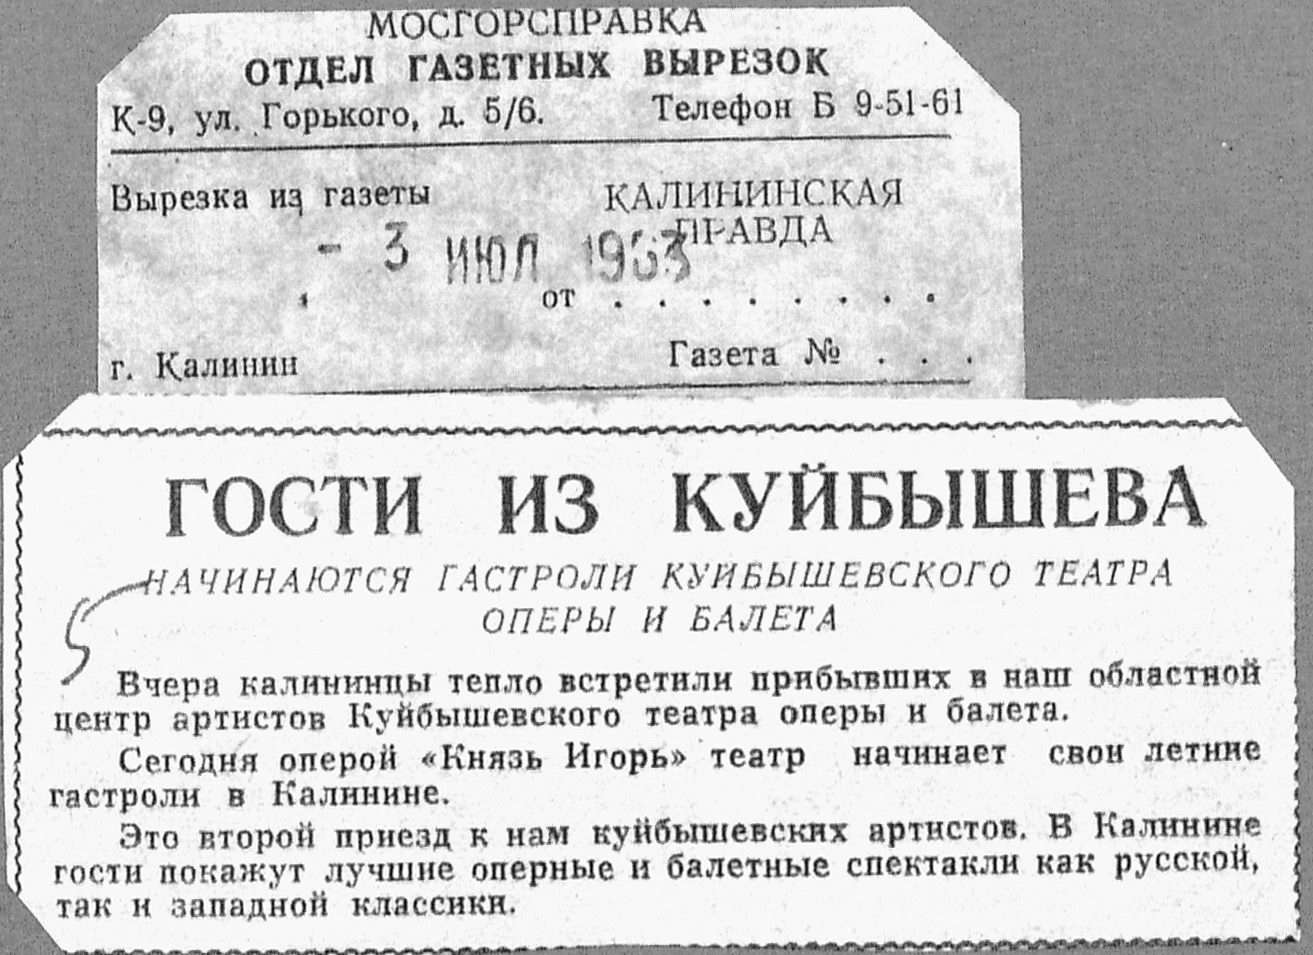 МОСГОРСПРАВКА
ОТДЕЛ ГАЗЕТНЫХ ВЫРЕЗОК
К-9, ул. Горького, д. 5/6. Телефон Б 9-51-61
Вырезка из газеты КАЛИНИНСКАЯ
ПРАВДА
- 3 ИЮЛ 1963
от . . . . . . . .
г. Калинин Газета № . . .
ГОСТИ ИЗ КУЙБЫШЕВА
НАЧИНАЮТСЯ ГАСТРОЛИ КУЙБЫШЕВСКОГО ТЕАТРА
ОПЕРЫ И БАЛЕТА
Вчера калининцы тепло встретили прибывших в наш областной
центр артистов Куйбышевского театра оперы и балета.
Сегодня оперой «Князь Игорь» театр начинает свои летние
гастроли в Калинине.
Это второй приезд к нам куйбышевских артистов. В Калинине
гости покажут лучшие оперные и балетные спектакли как русской,
так и западной классики.